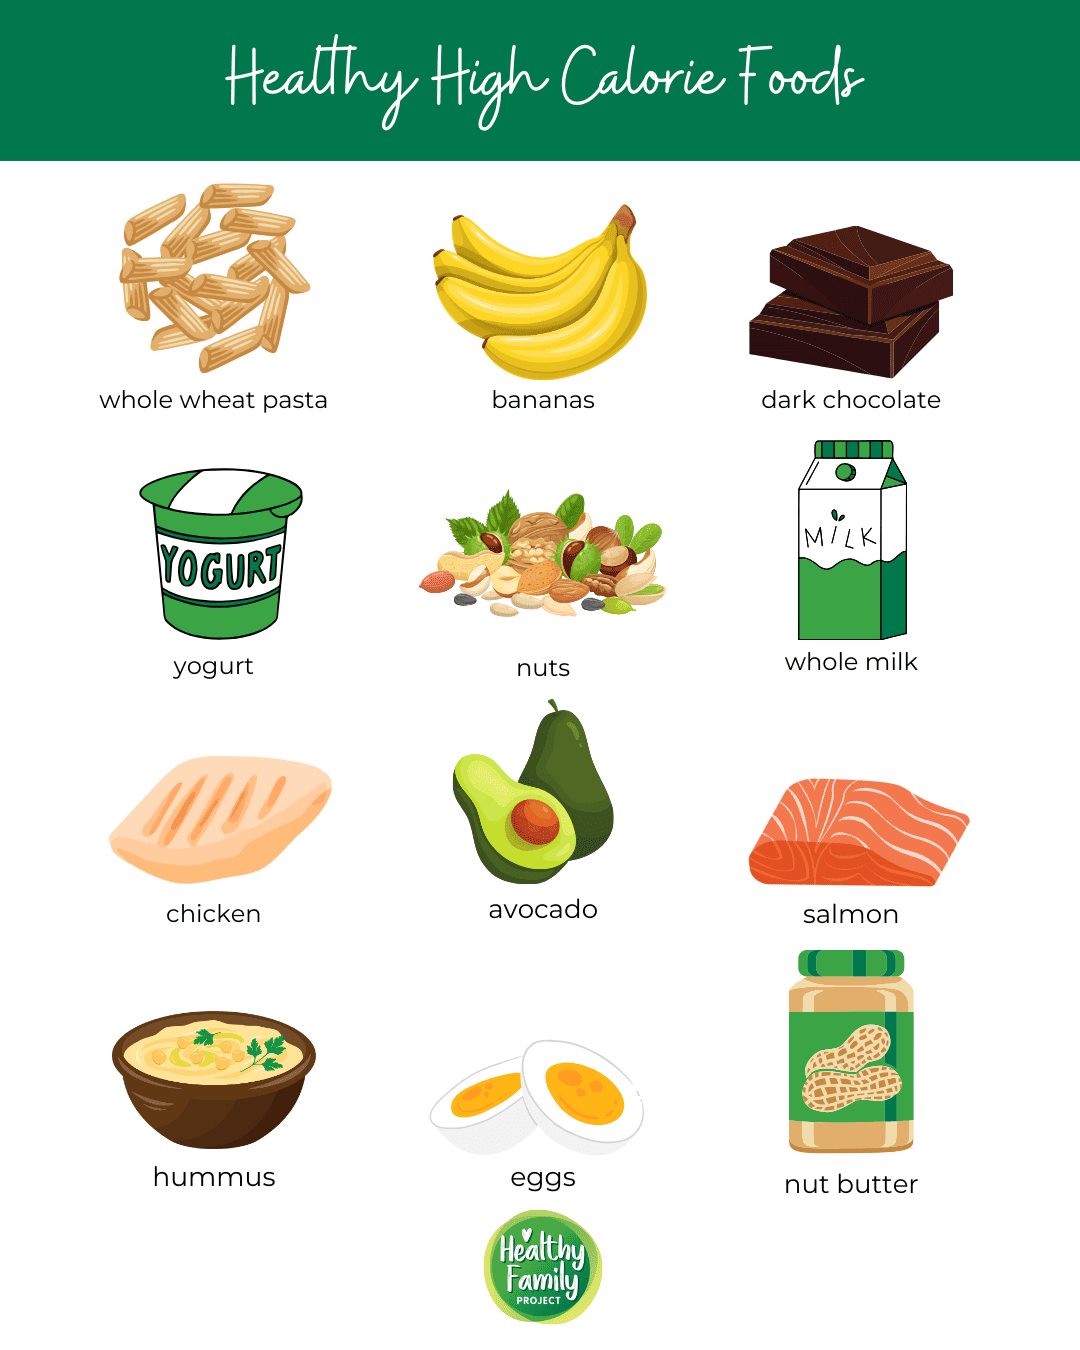 Healthy High Calorie Foods
whole wheat pasta
bananas
dark chocolate
YOGURT
MILK
yogurt
nuts
whole milk
chicken
avocado
salmon
hummus
eggs
nut butter
Healthy
Family
PROJECT